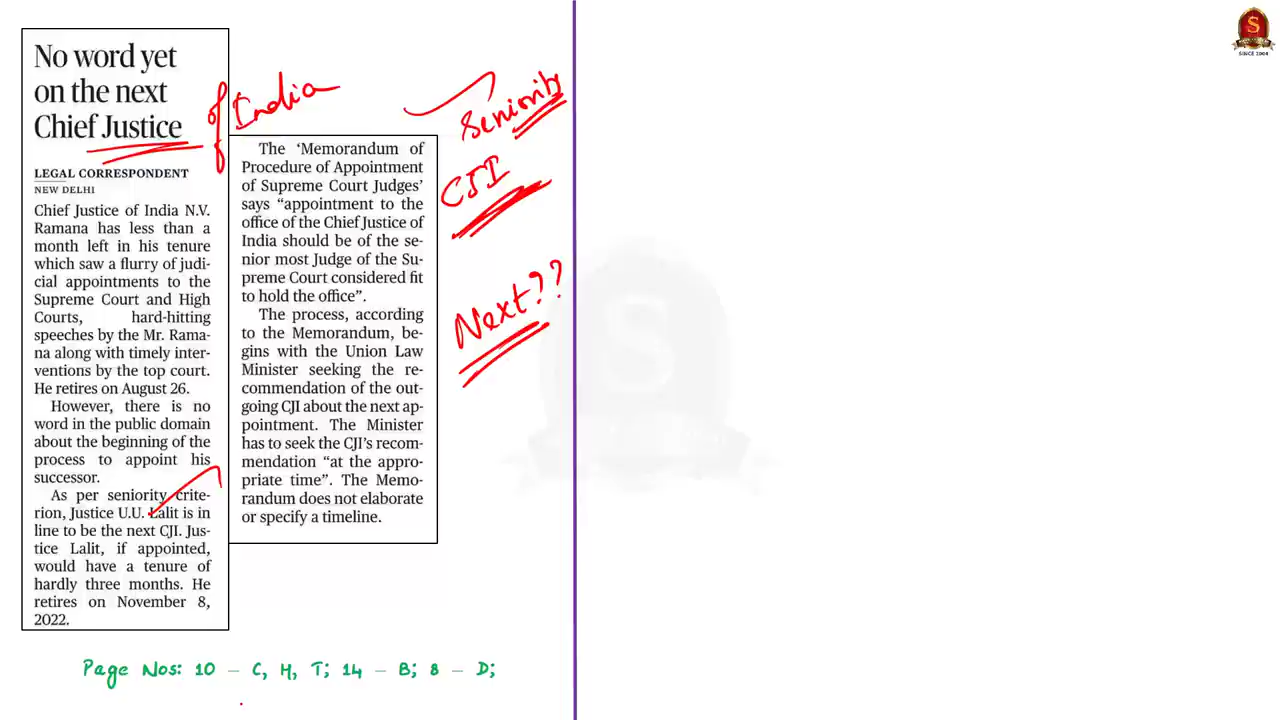 No word yet
on the next
Chief Justice
of India
LEGAL CORRESPONDENT
NEW DELHI
Chief Justice of India N.V.
Ramana has less than a
month left in his tenure
which saw a flurry of judi-
cial appointments to the
Supreme Court and High
Courts, hard-hitting
speeches by the Mr. Rama-
na along with timely inter-
ventions by the top court.
He retires on August 26.
However, there is no
word in the public domain
about the beginning of the
process to appoint his
successor.
As per seniority crite-
rion, Justice U.U. Lalit is in
line to be the next CJI. Jus-
tice Lalit, if appointed,
would have a tenure of
hardly three months. He
retires on November 8,
2022.
The ‘Memorandum of
Procedure of Appointment
of Supreme Court Judges’
says “appointment to the
office of the Chief Justice of
India should be of the se-
nior most Judge of the Su-
preme Court considered fit
to hold the office”.
The process, according
to the Memorandum, be-
gins with the Union Law
Minister seeking the re-
commendation of the out-
going CJI about the next ap-
pointment. The Minister
has to seek the CJI’s recom-
mendation “at the appro-
priate time”. The Memo-
randum does not elaborate
or specify a timeline.
Seniority
CJI
Next??
Page Nos: 10 – C, H, T; 14 – B; 8 – D;
S
SINCE 2004
S